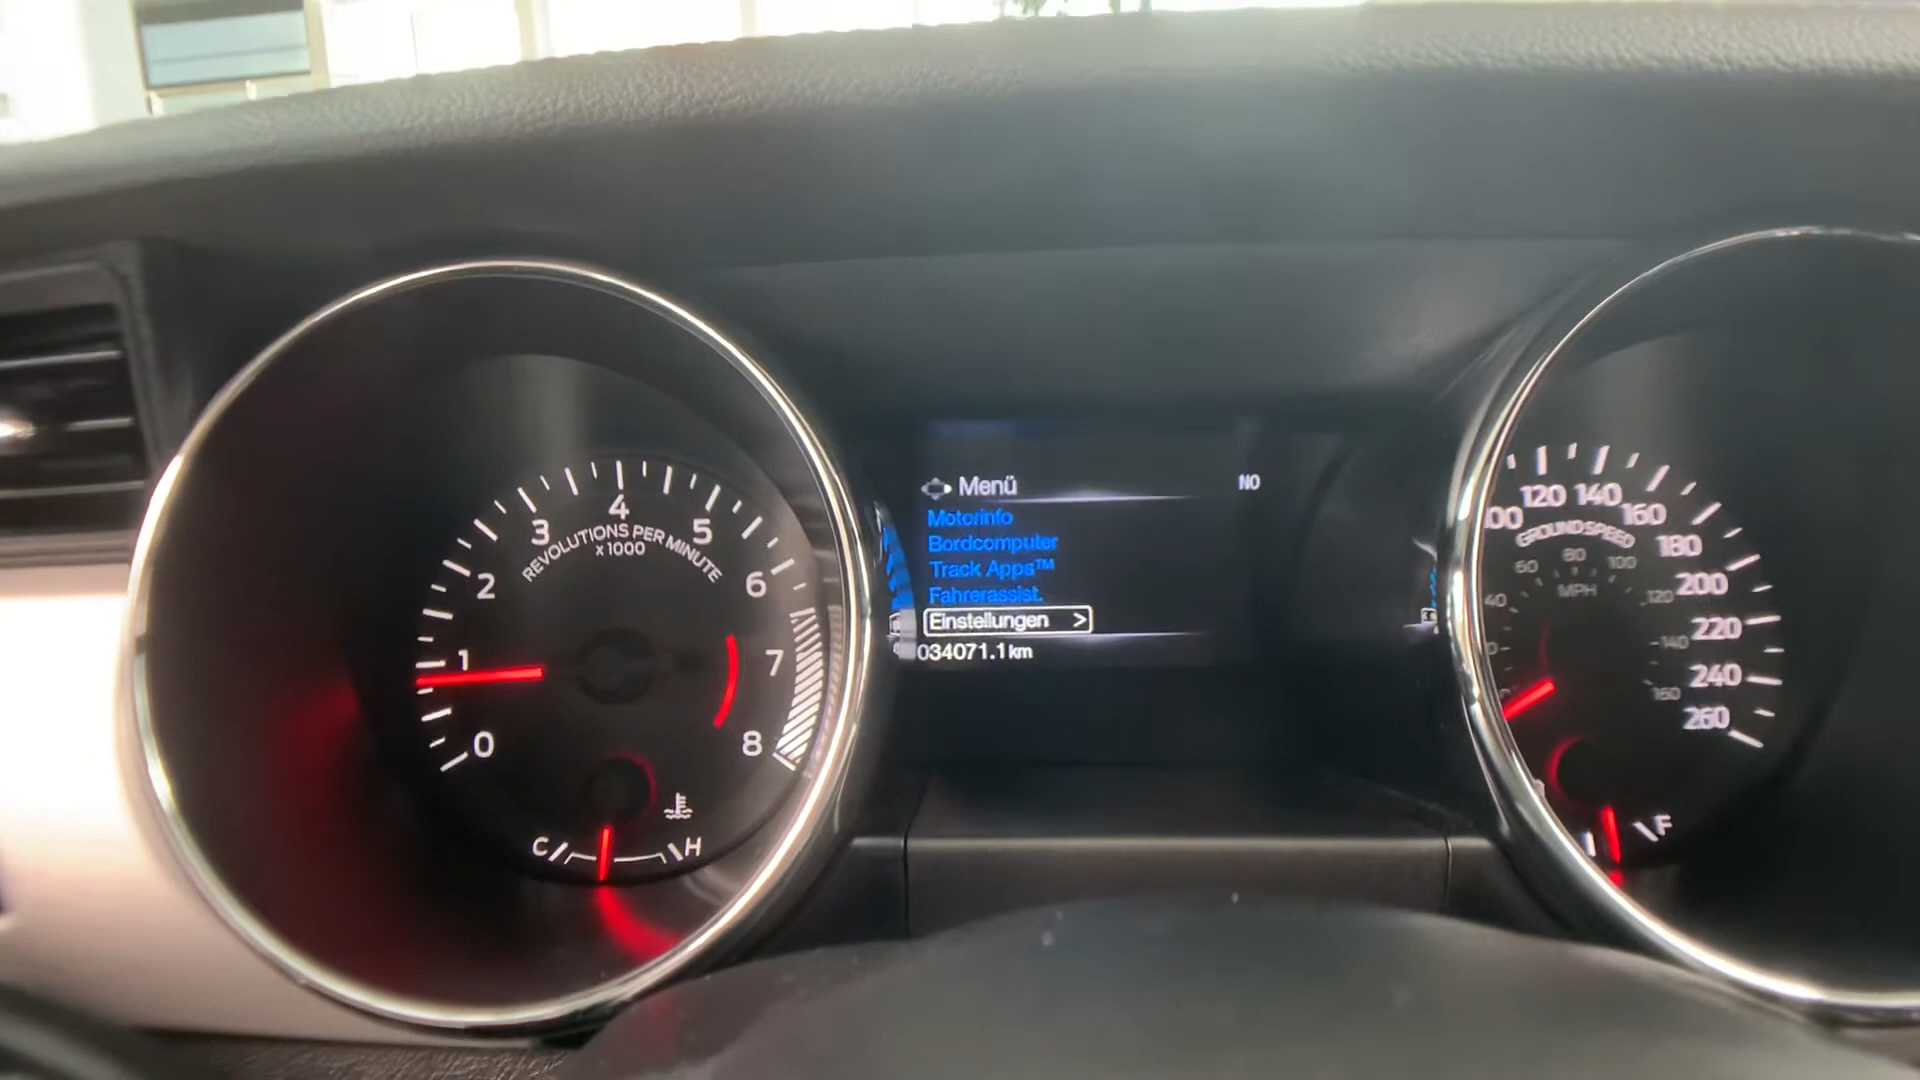 0
1
2
3
4
5
6
7
8
REVOLUTIONS PER MINUTE
x1000
C
H
Menü
NO
Motorinfo
Bordcomputer
Track Apps™
Fahrerassist.
Einstellungen >
034071.1 km
120
140
160
180
200
220
240
260
GROUNDSPEED
40
60
80
100
120
140
160
MPH
F